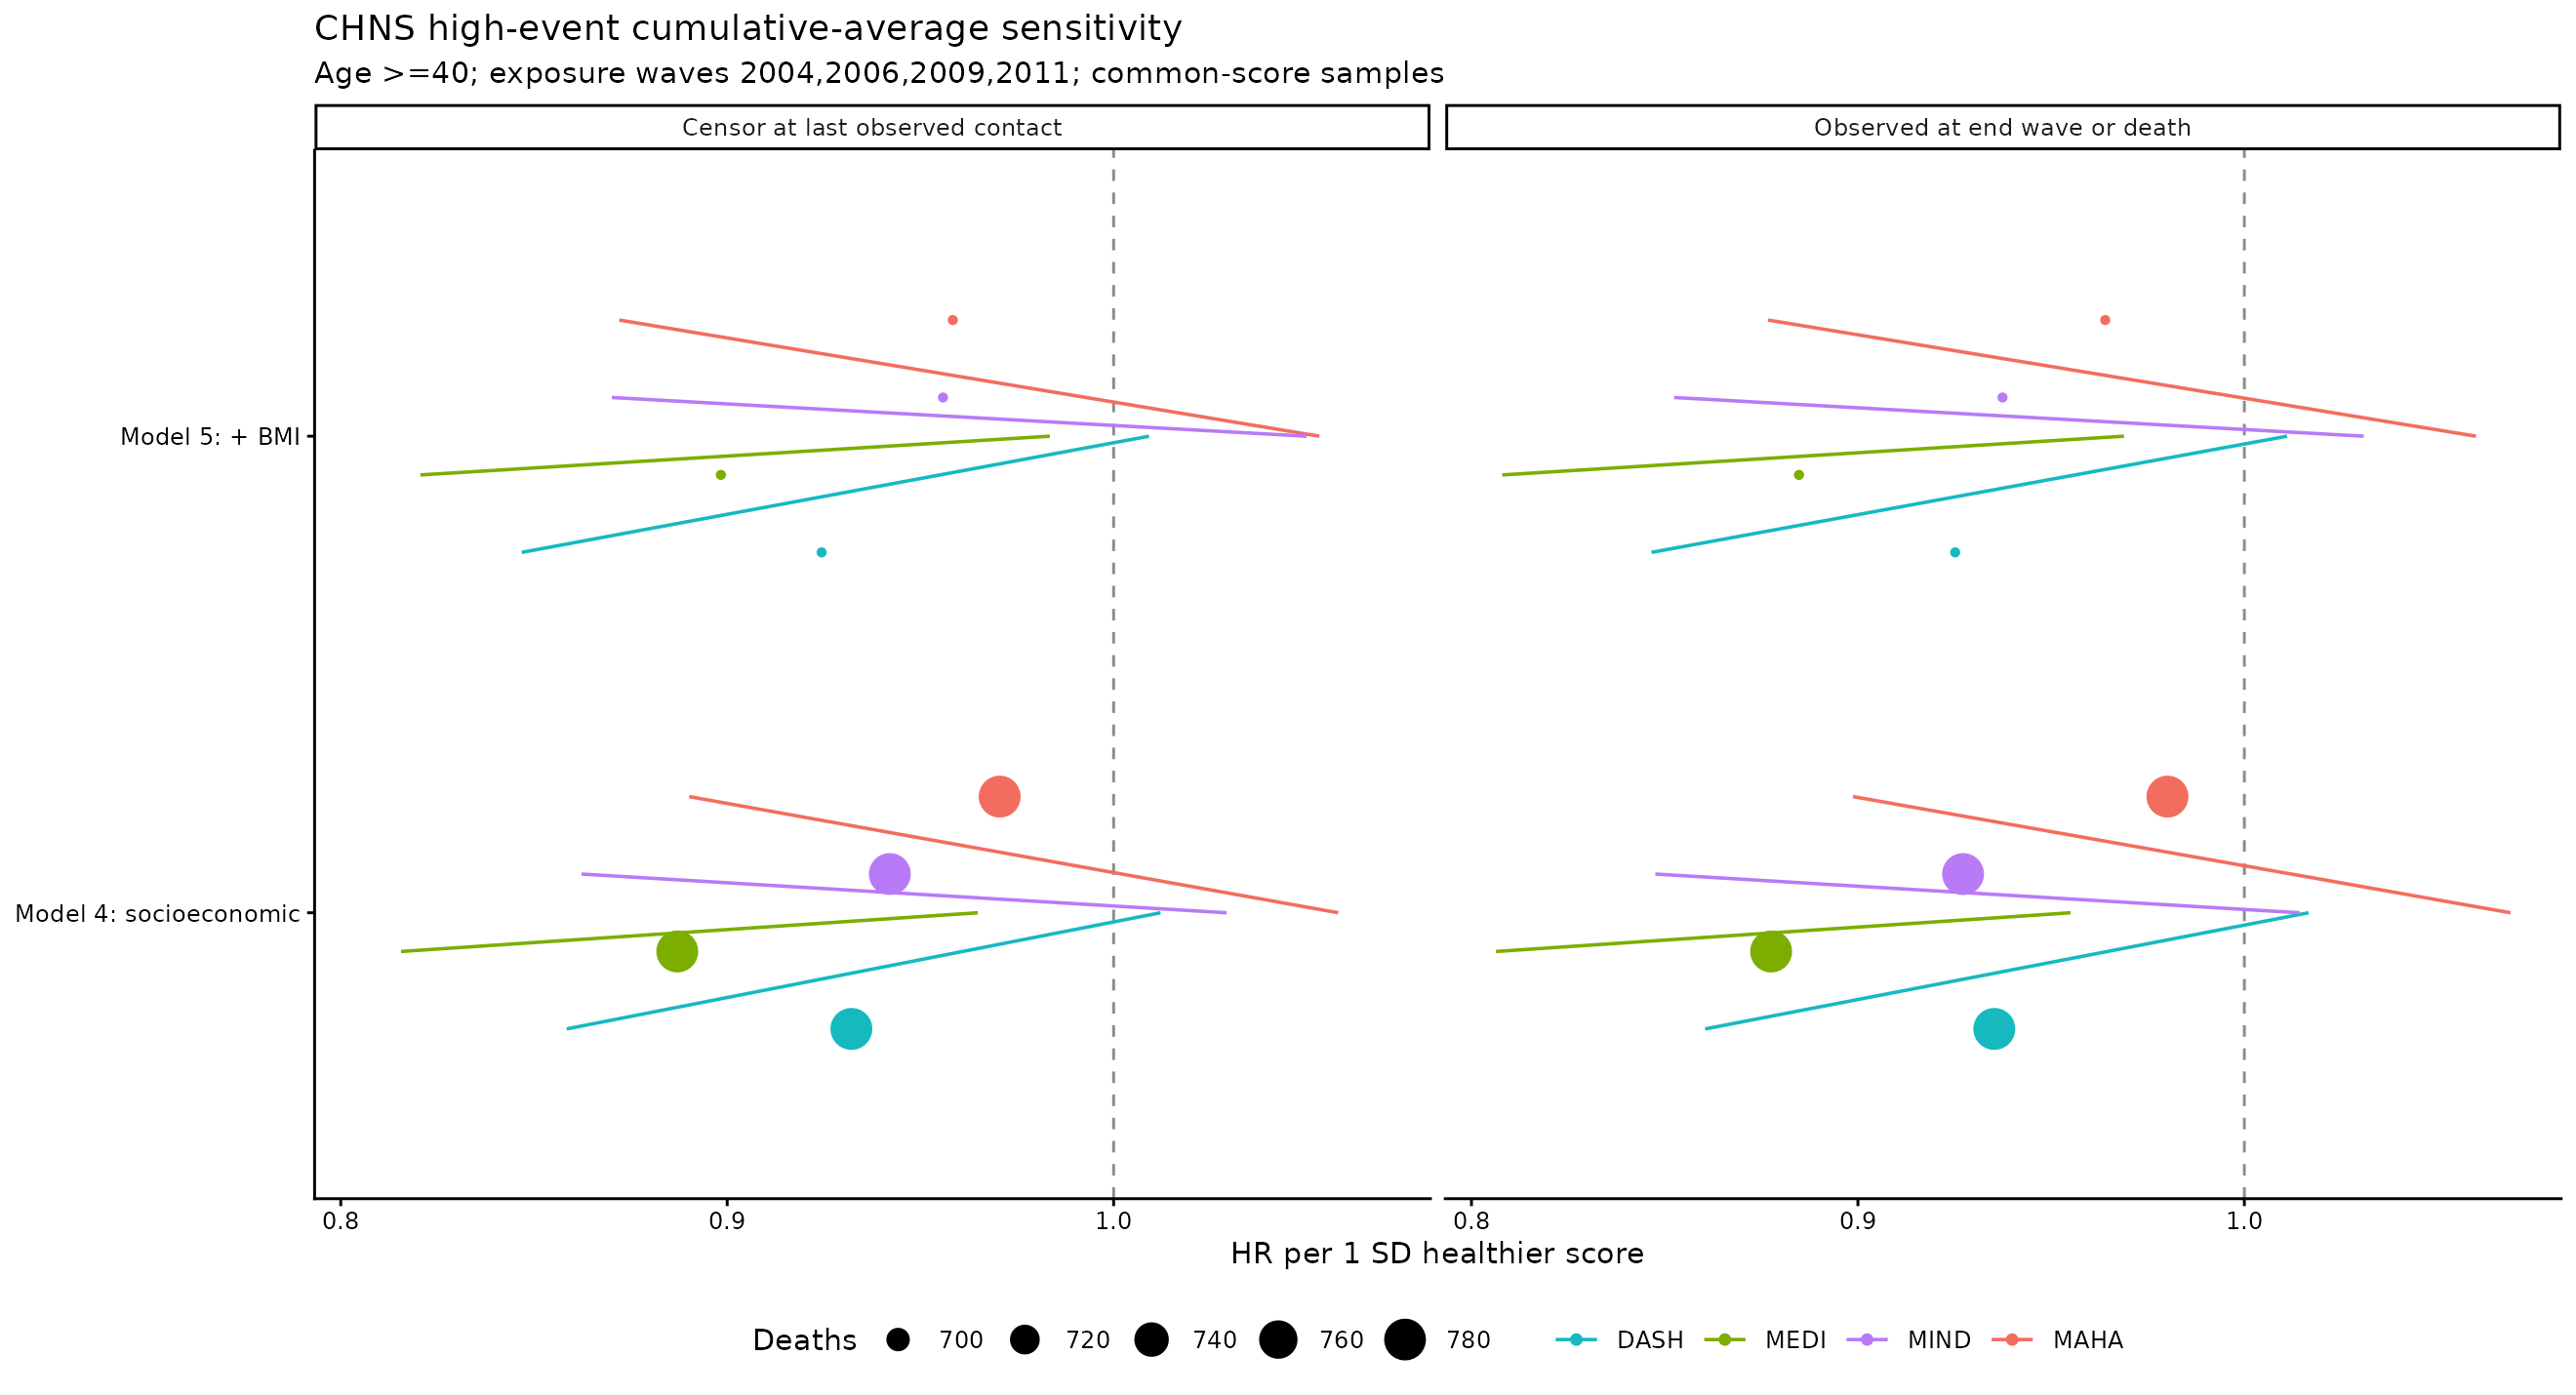 CHNS high-event cumulative-average sensitivity
Age >=40; exposure waves 2004,2006,2009,2011; common-score samples
Censor at last observed contact
Observed at end wave or death
Model 5: + BMI
Model 4: socioeconomic
0.8 0.9 1.0
0.8 0.9 1.0
HR per 1 SD healthier score
Deaths 700 720 740 760 780 DASH MEDI MIND MAHA